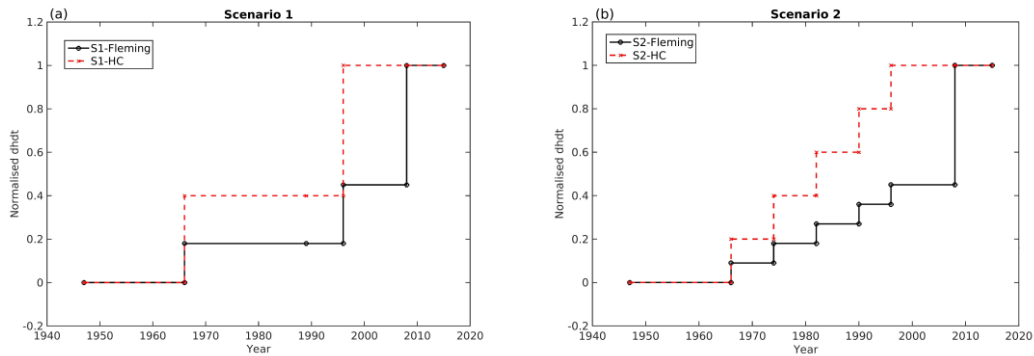 (a)
Scenario 1
1.2
1
0.8
0.6
0.4
0.2
0
-0.2
Normalised dhdt
S1-Fleming
S1-HC
1940 1950 1960 1970 1980 1990 2000 2010 2020
Year
(b)
Scenario 2
1.2
1
0.8
0.6
0.4
0.2
0
-0.2
Normalised dhdt
S2-Fleming
S2-HC
1940 1950 1960 1970 1980 1990 2000 2010 2020
Year